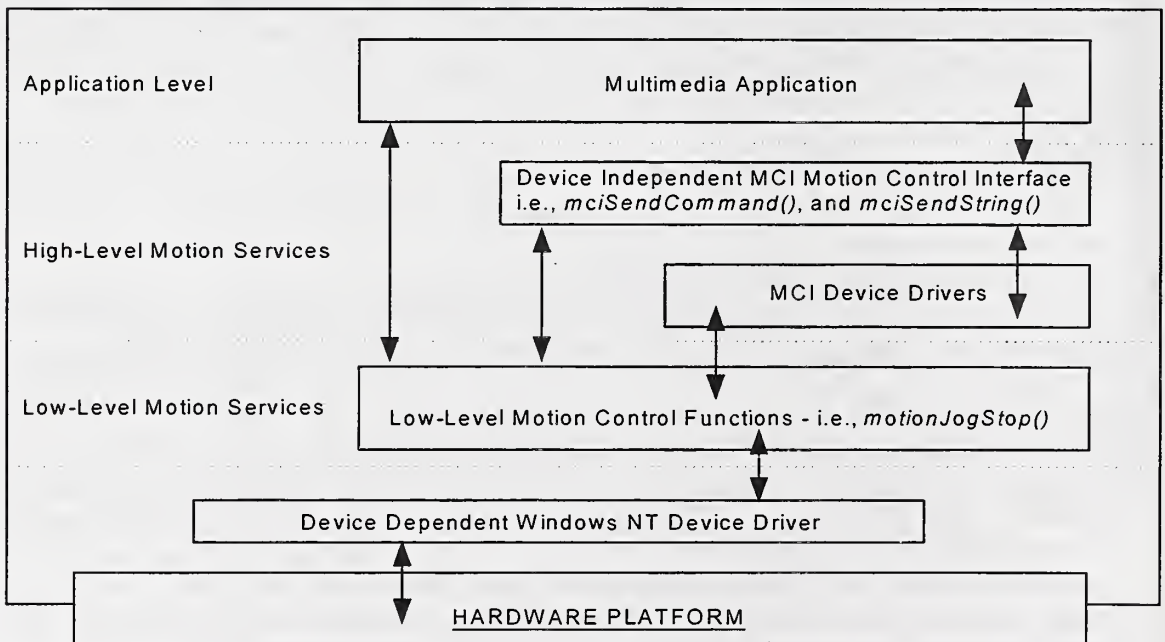 Application Level
Multimedia Application
Device Independent MCI Motion Control Interface
i.e., mciSendCommand(), and mciSendString()
High-Level Motion Services
MCI Device Drivers
Low-Level Motion Services
Low-Level Motion Control Functions - i.e., motionJogStop()
Device Dependent Windows NT Device Driver
HARDWARE PLATFORM